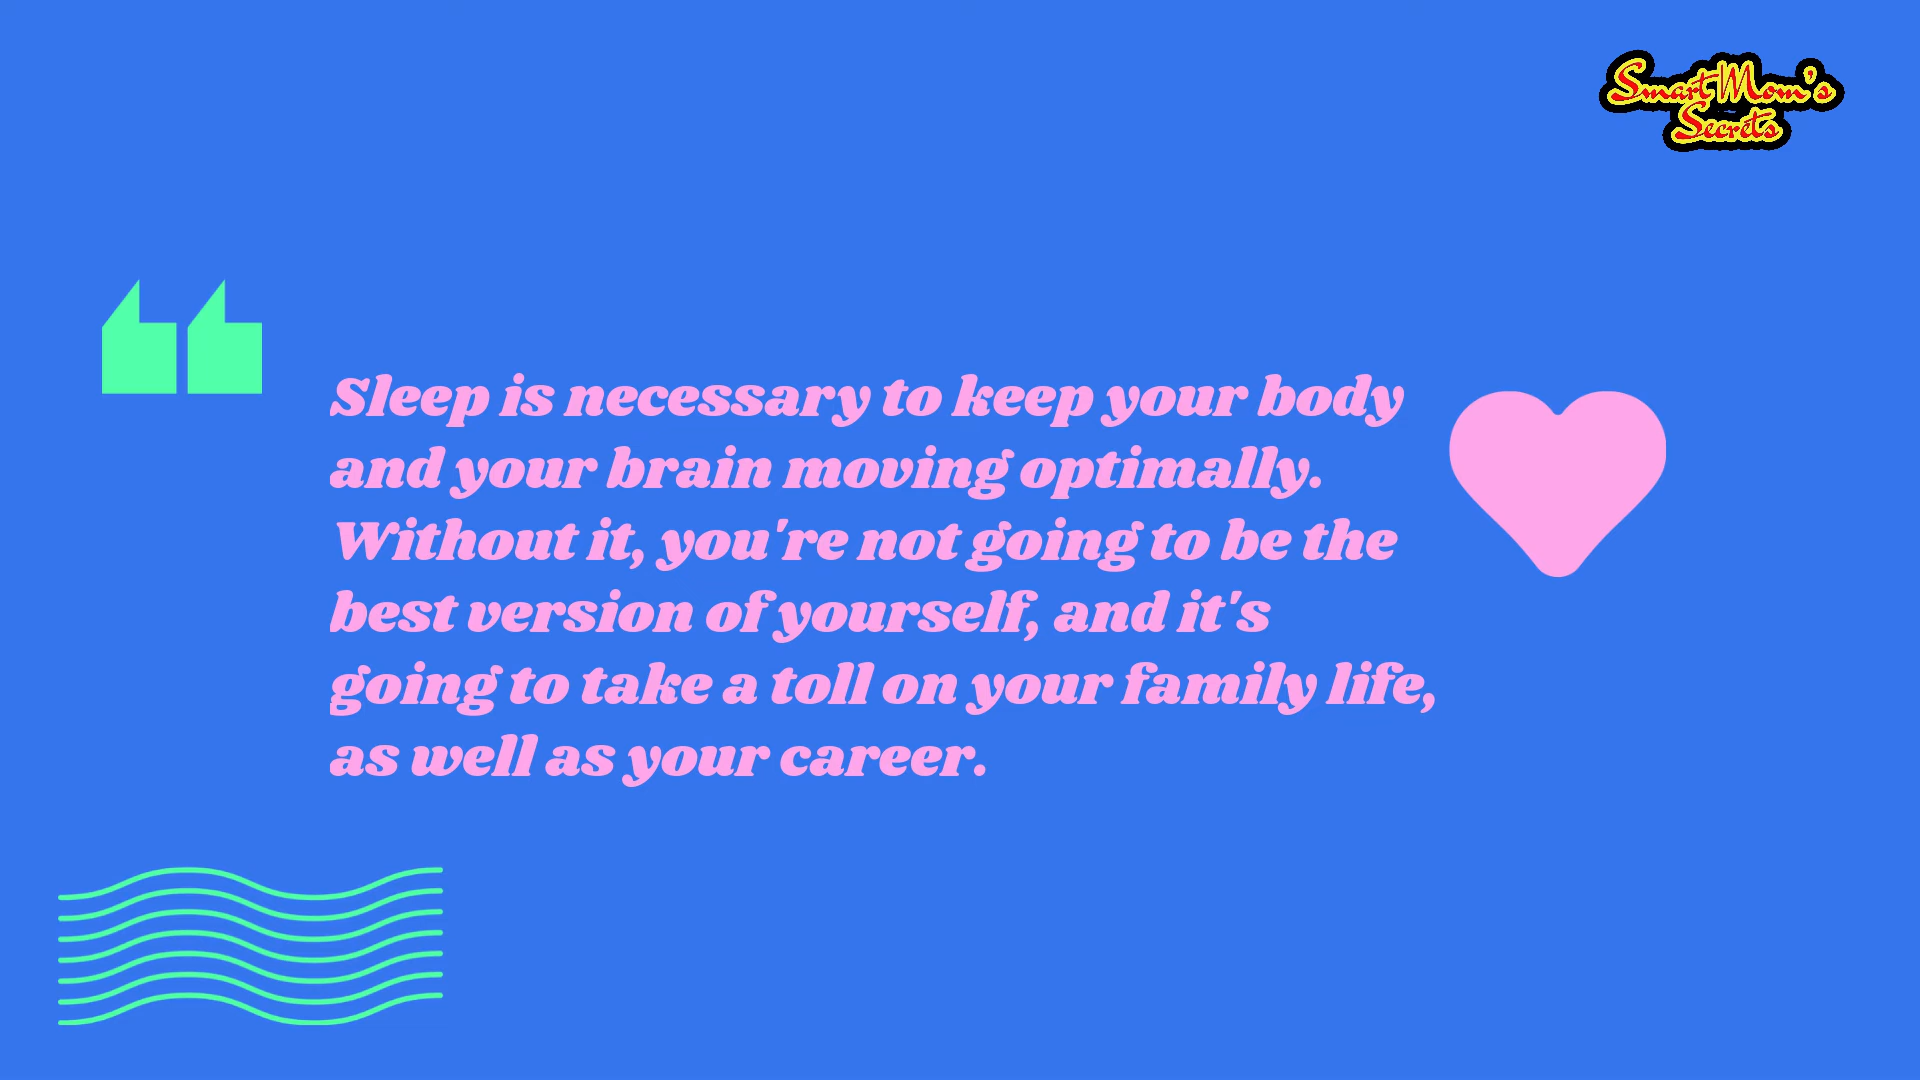 Smart Mom's
Secrets
Sleep is necessary to keep your body
and your brain moving optimally.
Without it, you're not going to be the
best version of yourself, and it's
going to take a toll on your family life,
as well as your career.